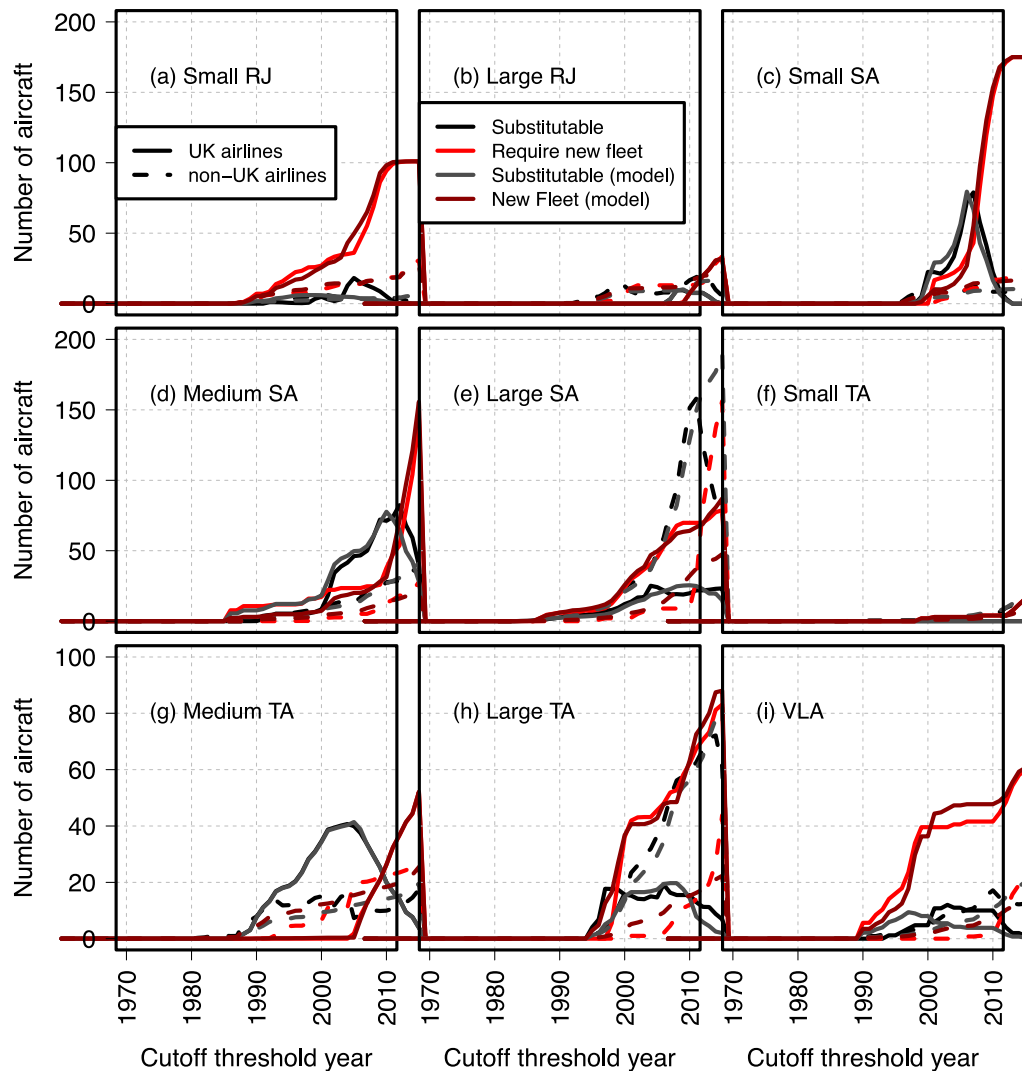 200
150
100
50
0
Number of aircraft
(a) Small RJ
UK airlines
non−UK airlines
(b) Large RJ
Substitutable
Require new fleet
Substitutable (model)
New Fleet (model)
(c) Small SA
200
150
100
50
0
Number of aircraft
(d) Medium SA
(e) Large SA
(f) Small TA
100
80
60
40
20
0
Number of aircraft
(g) Medium TA
(h) Large TA
(i) VLA
1970 1980 1990 2000 2010
1970 1980 1990 2000 2010
1970 1980 1990 2000 2010
Cutoff threshold year
Cutoff threshold year
Cutoff threshold year